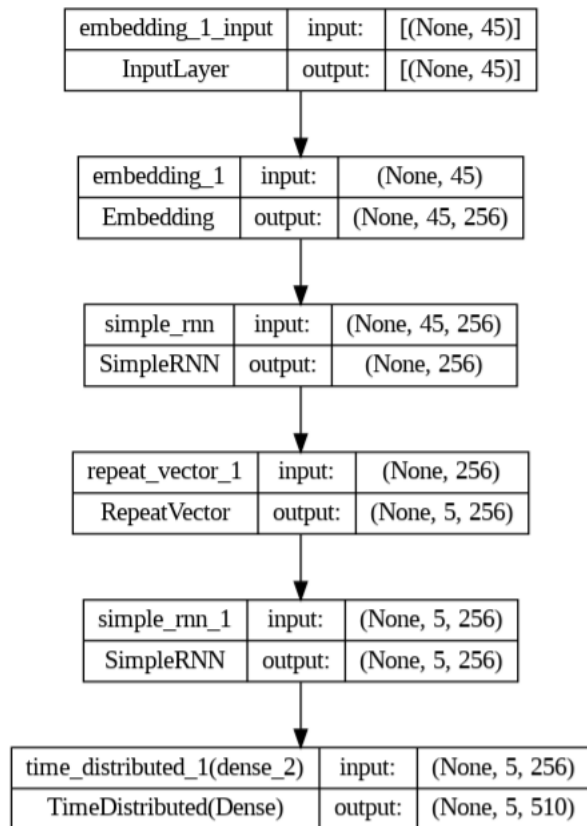 embedding_1_input input: [(None, 45)]
InputLayer output: [(None, 45)]
embedding_1 input: (None, 45)
Embedding output: (None, 45, 256)
simple_rnn input: (None, 45, 256)
SimpleRNN output: (None, 256)
repeat_vector_1 input: (None, 256)
RepeatVector output: (None, 5, 256)
simple_rnn_1 input: (None, 5, 256)
SimpleRNN output: (None, 5, 256)
time_distributed_1(dense_2) input: (None, 5, 256)
TimeDistributed(Dense) output: (None, 5, 510)